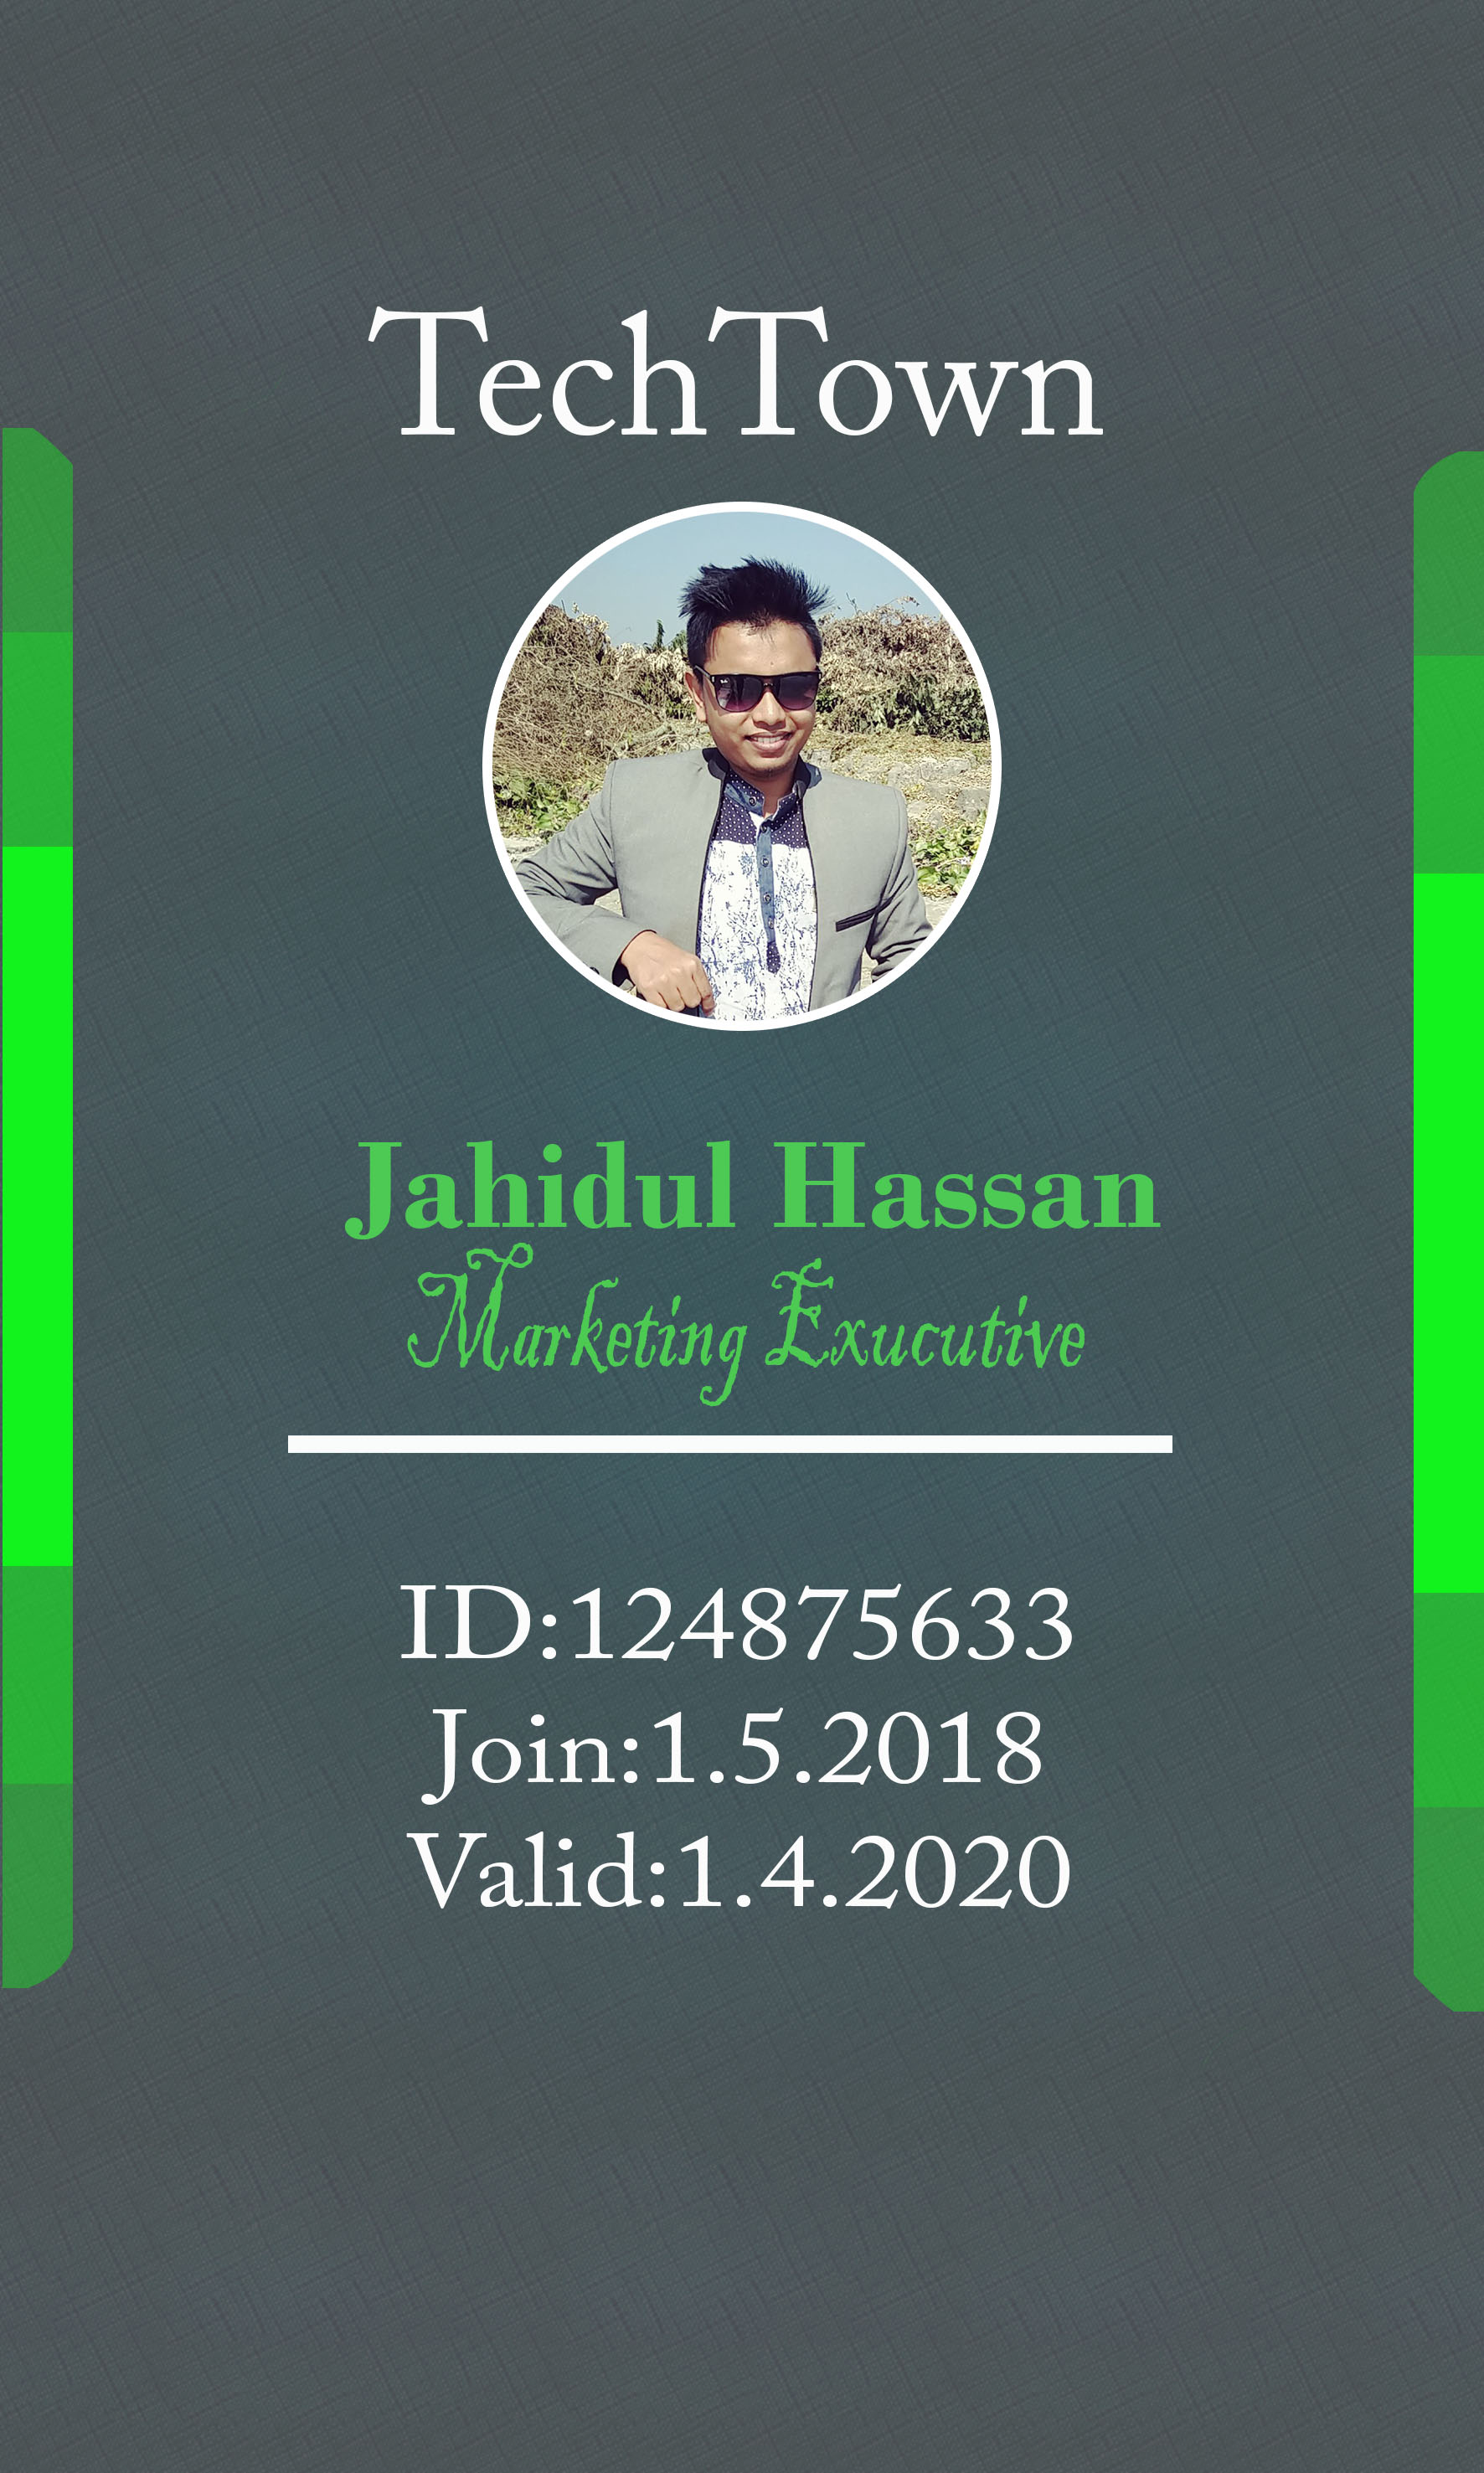 TechTown
Jahidul Hassan
Marketing Exucutive
ID:124875633
Join:1.5.2018
Valid:1.4.2020